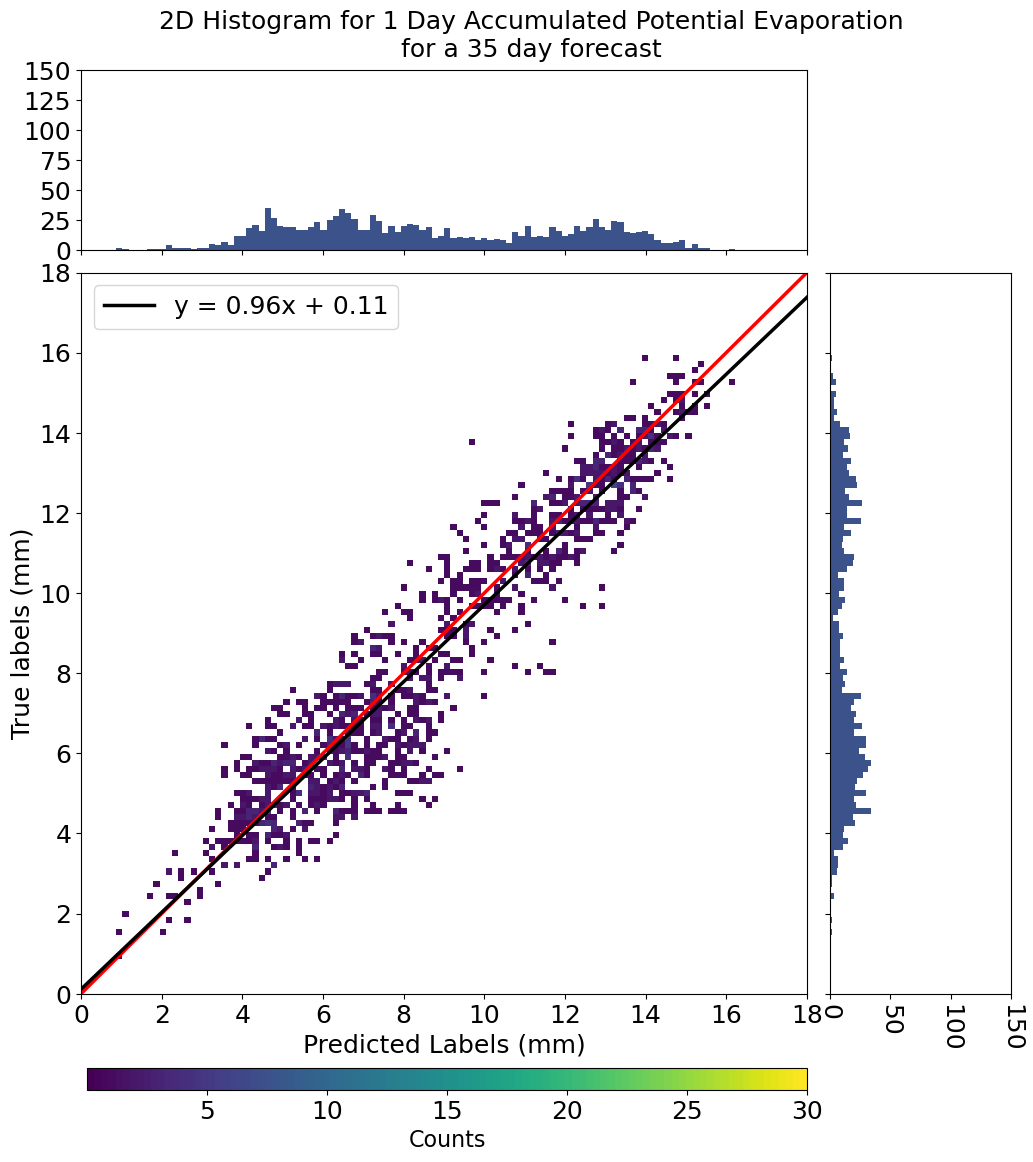 2D Histogram for 1 Day Accumulated Potential Evaporation
for a 35 day forecast
150
125
100
75
50
25
0
18
16
14
12
10
8
6
4
2
0
True labels (mm)
y = 0.96x + 0.11
0 2 4 6 8 10 12 14 16 18
Predicted Labels (mm)
0 50 100 150
5 10 15 20 25 30
Counts